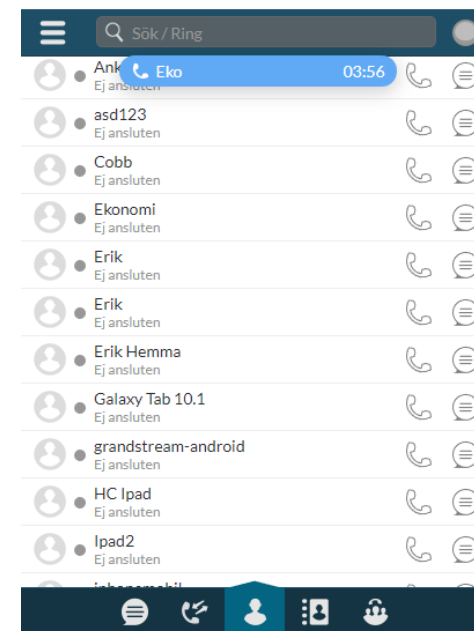 Sök / Ring
Eko 03:56
Ej ansluten
asd123
Ej ansluten
Cobb
Ej ansluten
Ekonomi
Ej ansluten
Erik
Ej ansluten
Erik
Ej ansluten
Erik Hemma
Ej ansluten
Galaxy Tab 10.1
Ej ansluten
grandstream-android
Ej ansluten
HC Ipad
Ej ansluten
Ipad2
Ej ansluten